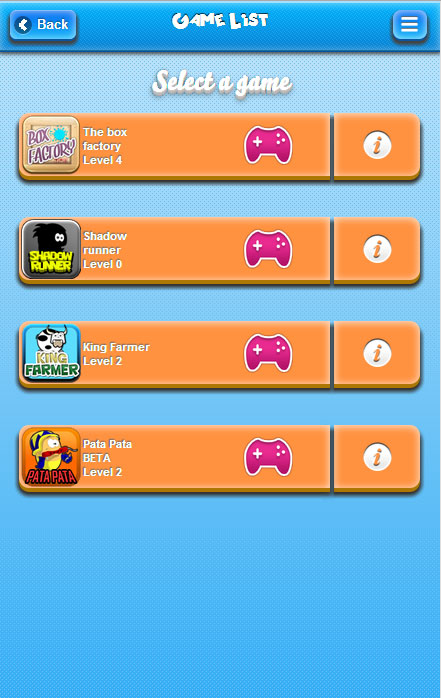 Back
Game List
Select a game
BOX
FACTORY
The box
factory
Level 4
i
SHADOW
RUNNER
Shadow
runner
Level 0
i
KING
FARMER
King Farmer
Level 2
i
PATA PATA
Pata Pata
BETA
Level 2
i